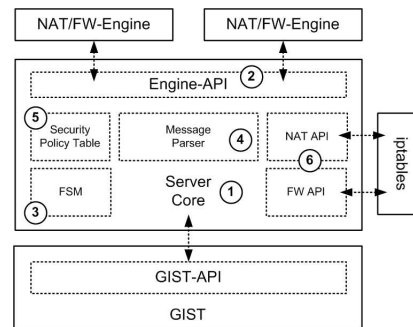 NAT/FW-Engine
NAT/FW-Engine
Engine-API
2
5
Security
Policy Table
Message
Parser
4
NAT API
6
iptables
3
FSM
Server
Core
1
FW API
GIST-API
GIST